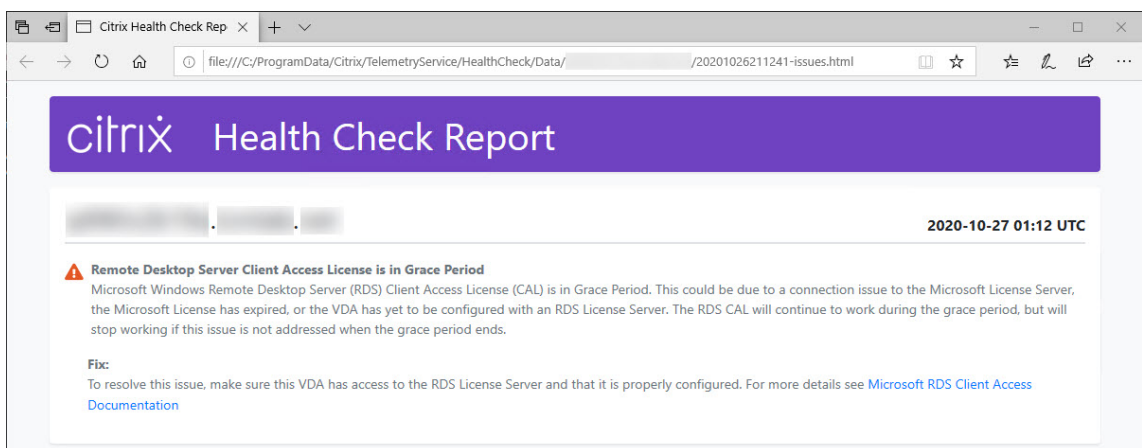 Citrix Health Check Rep
file:///C:/ProgramData/Citrix/TelemetryService/HealthCheck/Data/ /20201026211241-issues.html
citrix Health Check Report
. .
2020-10-27 01:12 UTC
Remote Desktop Server Client Access License is in Grace Period
Microsoft Windows Remote Desktop Server (RDS) Client Access License (CAL) is in Grace Period. This could be due to a connection issue to the Microsoft License Server,
the Microsoft License has expired, or the VDA has yet to be configured with an RDS License Server. The RDS CAL will continue to work during the grace period, but will
stop working if this issue is not addressed when the grace period ends.
Fix:
To resolve this issue, make sure this VDA has access to the RDS License Server and that it is properly configured. For more details see Microsoft RDS Client Access
Documentation